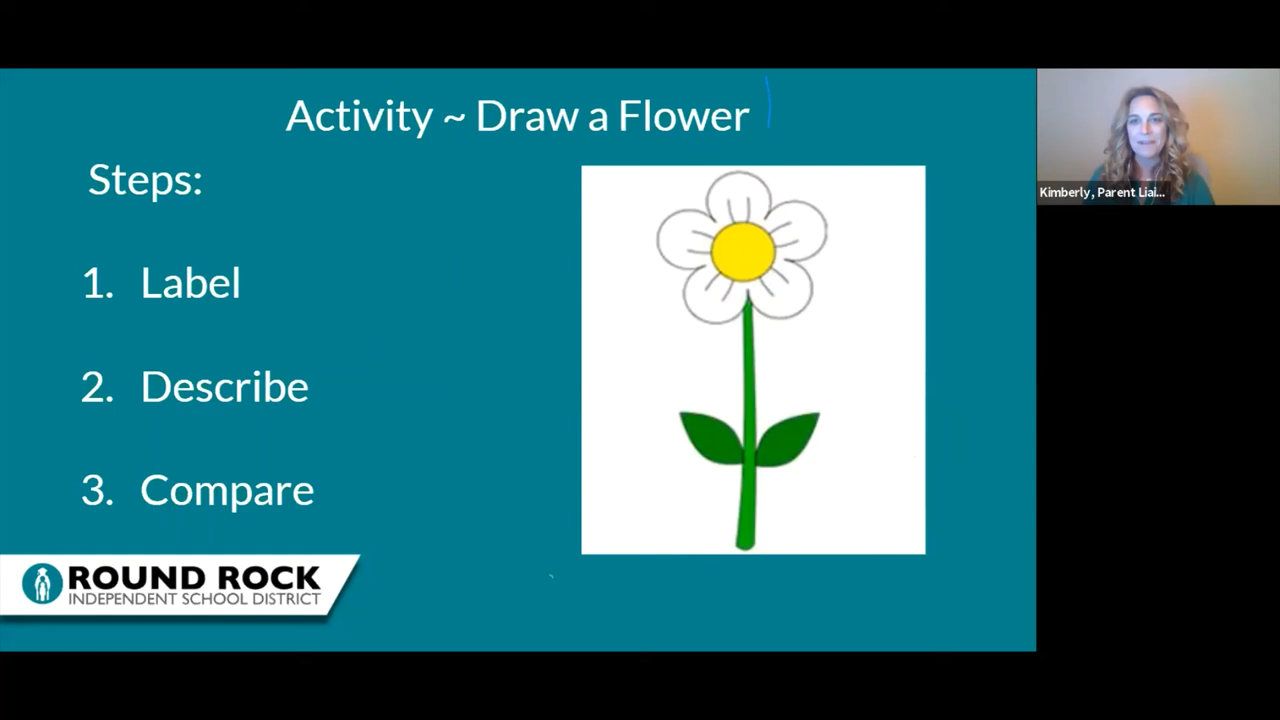 Activity ~ Draw a Flower
Steps:
1. Label
2. Describe
3. Compare
ROUND ROCK
INDEPENDENT SCHOOL DISTRICT
Kimberly, Parent Liai...